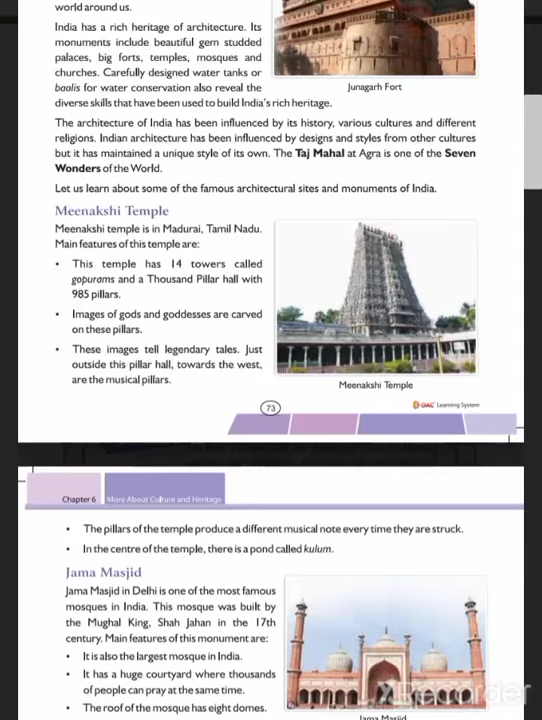 world around us.
India has a rich heritage of architecture. Its
monuments include beautiful gem studded
palaces, big forts, temples, mosques and
churches. Carefully designed water tanks or
baolis for water conservation also reveal the
diverse skills that have been used to build India's rich heritage.
Junagarh Fort
The architecture of India has been influenced by its history, various cultures and different
religions. Indian architecture has been influenced by designs and styles from other cultures
but it has maintained a unique style of its own. The Taj Mahal at Agra is one of the Seven
Wonders of the World.
Let us learn about some of the famous architectural sites and monuments of India.
Meenakshi Temple
Meenakshi temple is in Madurai, Tamil Nadu.
Main features of this temple are:
• This temple has 14 towers called
gopurams and a Thousand Pillar hall with
985 pillars.
• Images of gods and goddesses are carved
on these pillars.
• These images tell legendary tales. Just
outside this pillar hall, towards the west,
are the musical pillars.
Meenakshi Temple
73
Learning System
Chapter 6 More About Culture and Heritage
• The pillars of the temple produce a different musical note every time they are struck.
• In the centre of the temple, there is a pond called kulum.
Jama Masjid
Jama Masjid in Delhi is one of the most famous
mosques in India. This mosque was built by
the Mughal King, Shah Jahan in the 17th
century. Main features of this monument are:
• It is also the largest mosque in India.
• It has a huge courtyard where thousands
of people can pray at the same time.
• The roof of the mosque has eight domes.
Jama Masjid
Recorder